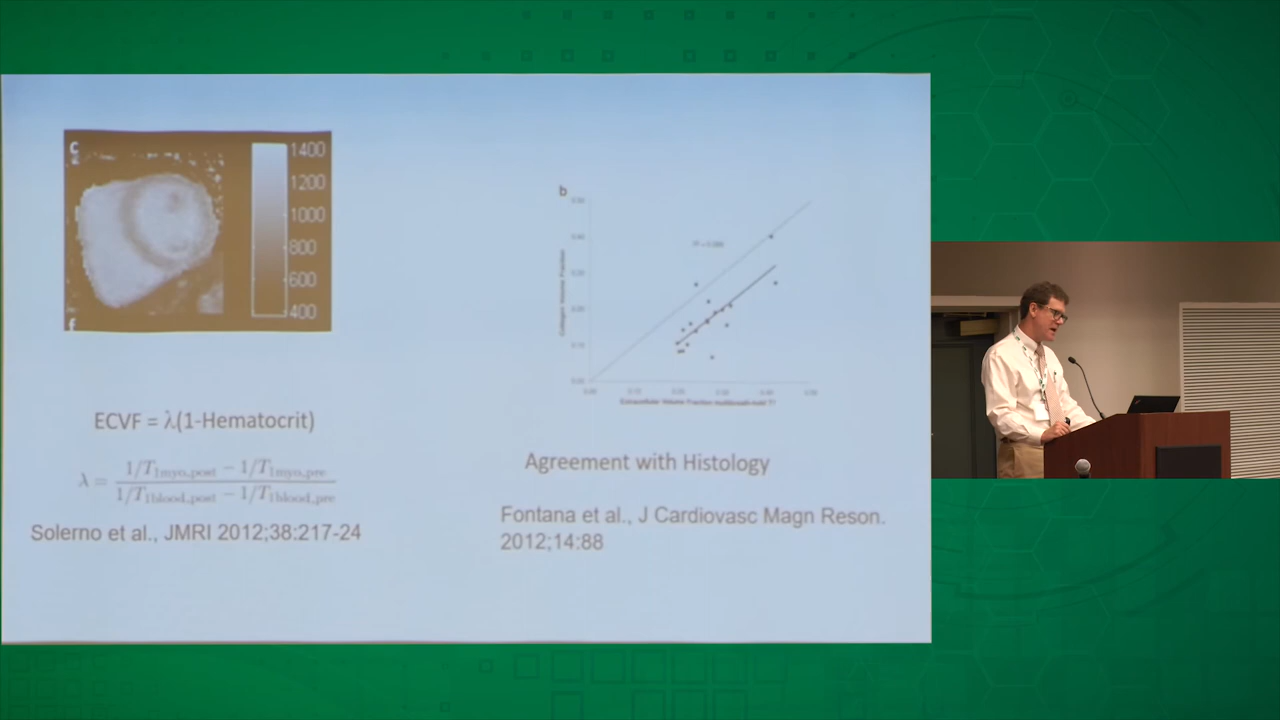 c
1400
1200
1000
800
600
400
f
ECVF = λ(1-Hematocrit)
λ = (1/T1myo,post − 1/T1myo,pre) / (1/T1blood,post − 1/T1blood,pre)
Solerno et al., JMRI 2012;38:217-24
b
Agreement with Histology
Fontana et al., J Cardiovasc Magn Reson.
2012;14:88